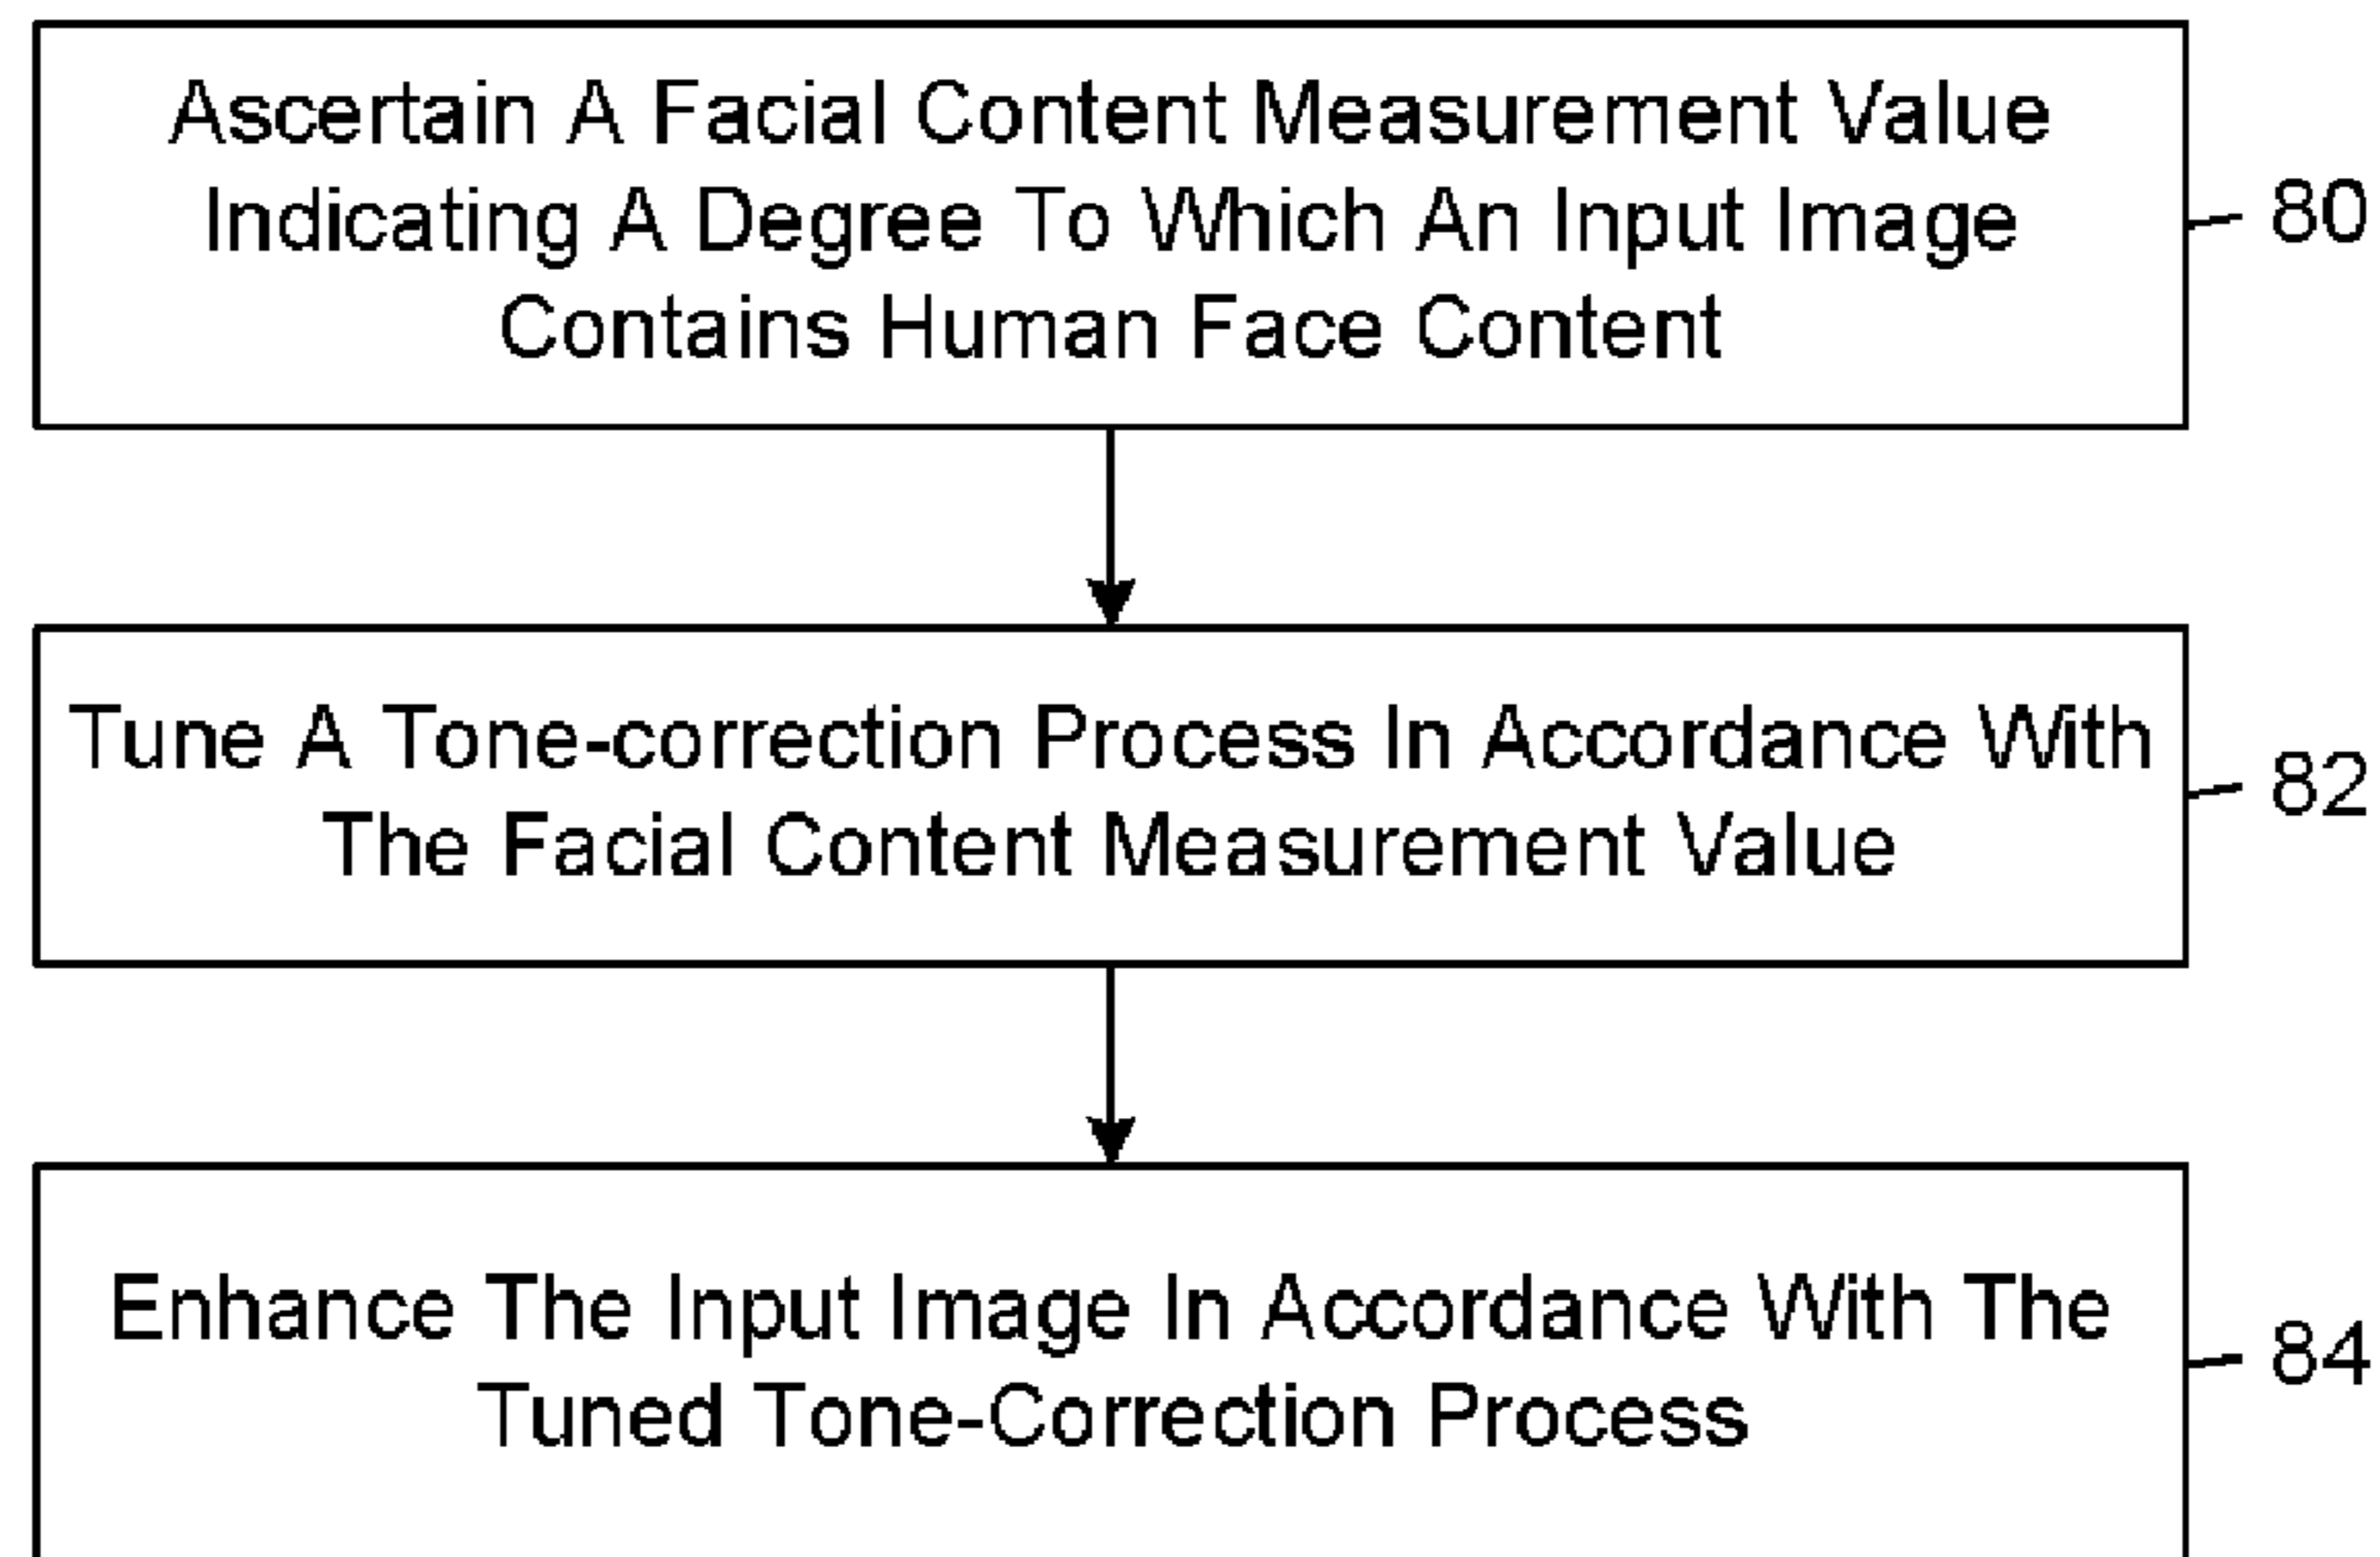 Ascertain A Facial Content Measurement Value
Indicating A Degree To Which An Input Image
Contains Human Face Content
80
Tune A Tone-correction Process In Accordance With
The Facial Content Measurement Value
82
Enhance The Input Image In Accordance With The
Tuned Tone-Correction Process
84